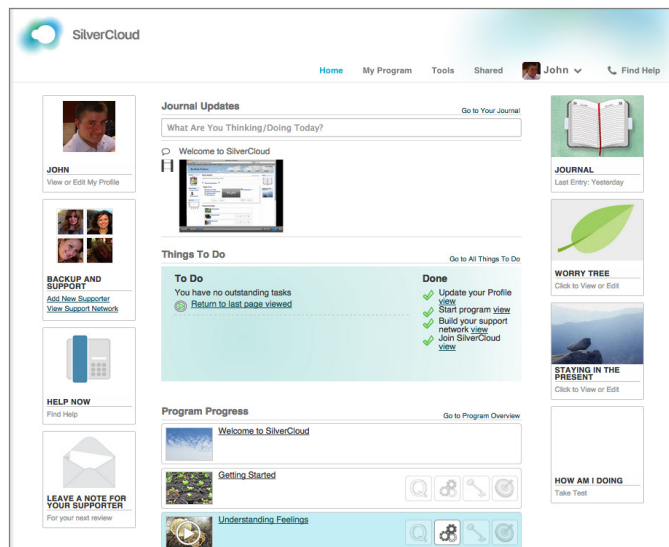 SilverCloud
Home
My Program
Tools
Shared
John
Find Help
JOHN
View or Edit My Profile
BACKUP AND
SUPPORT
Add New Supporter
View Support Network
HELP NOW
Find Help
LEAVE A NOTE FOR
YOUR SUPPORTER
For your next review
Journal Updates
Go to Your Journal
What Are You Thinking/Doing Today?
Welcome to SilverCloud
Things To Do
Go to All Things To Do
To Do
You have no outstanding tasks
Return to last page viewed
Done
Update your Profile
view
Start program view
Build your support
network view
Join SilverCloud
view
Program Progress
Go to Program Overview
Welcome to SilverCloud
Getting Started
Understanding Feelings
JOURNAL
Last Entry: Yesterday
WORRY TREE
Click to View or Edit
STAYING IN THE
PRESENT
Click to View or Edit
HOW AM I DOING
Take Test